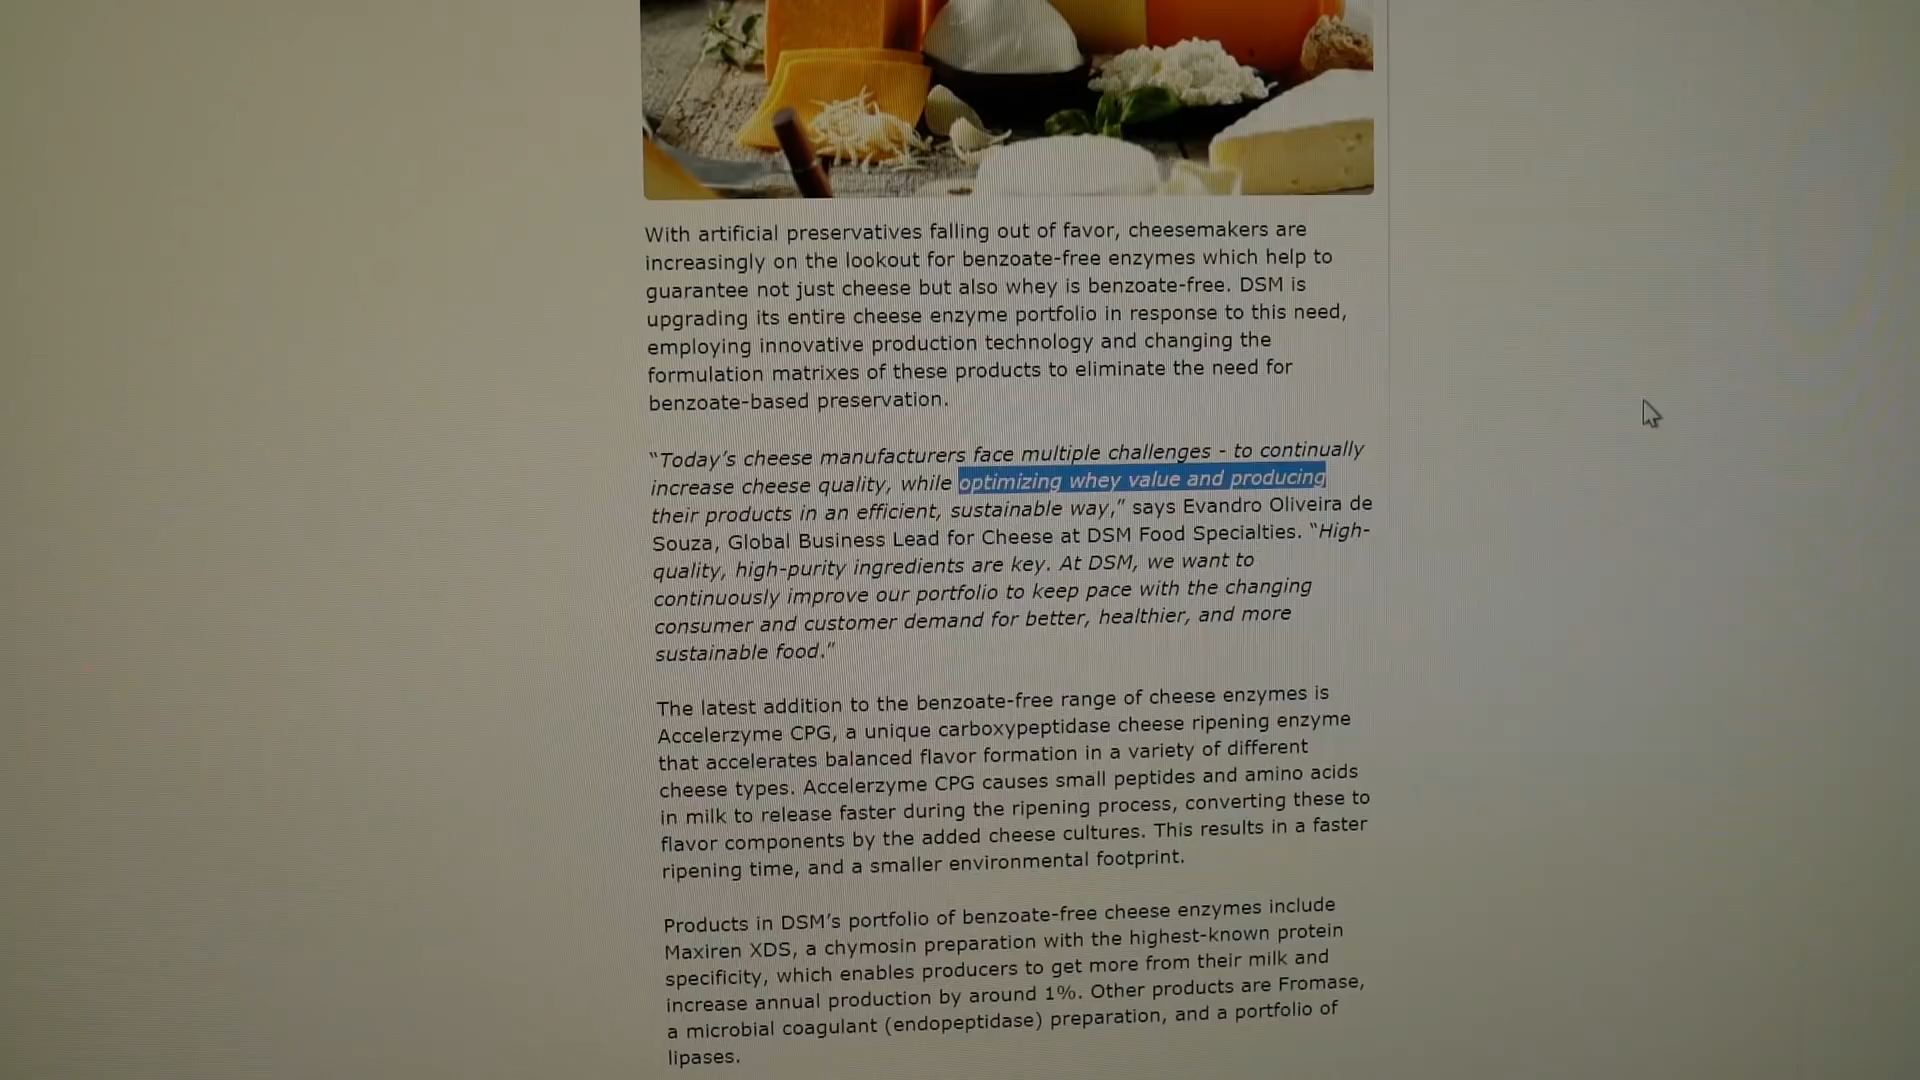 With artificial preservatives falling out of favor, cheesemakers are
increasingly on the lookout for benzoate-free enzymes which help to
guarantee not just cheese but also whey is benzoate-free. DSM is
upgrading its entire cheese enzyme portfolio in response to this need,
employing innovative production technology and changing the
formulation matrixes of these products to eliminate the need for
benzoate-based preservation.
“Today’s cheese manufacturers face multiple challenges - to continually
increase cheese quality, while optimizing whey value and producing
their products in an efficient, sustainable way,” says Evandro Oliveira de
Souza, Global Business Lead for Cheese at DSM Food Specialties. “High-
quality, high-purity ingredients are key. At DSM, we want to
continuously improve our portfolio to keep pace with the changing
consumer and customer demand for better, healthier, and more
sustainable food.”
The latest addition to the benzoate-free range of cheese enzymes is
Accelerzyme CPG, a unique carboxypeptidase cheese ripening enzyme
that accelerates balanced flavor formation in a variety of different
cheese types. Accelerzyme CPG causes small peptides and amino acids
in milk to release faster during the ripening process, converting these to
flavor components by the added cheese cultures. This results in a faster
ripening time, and a smaller environmental footprint.
Products in DSM’s portfolio of benzoate-free cheese enzymes include
Maxiren XDS, a chymosin preparation with the highest-known protein
specificity, which enables producers to get more from their milk and
increase annual production by around 1%. Other products are Fromase,
a microbial coagulant (endopeptidase) preparation, and a portfolio of
lipases.